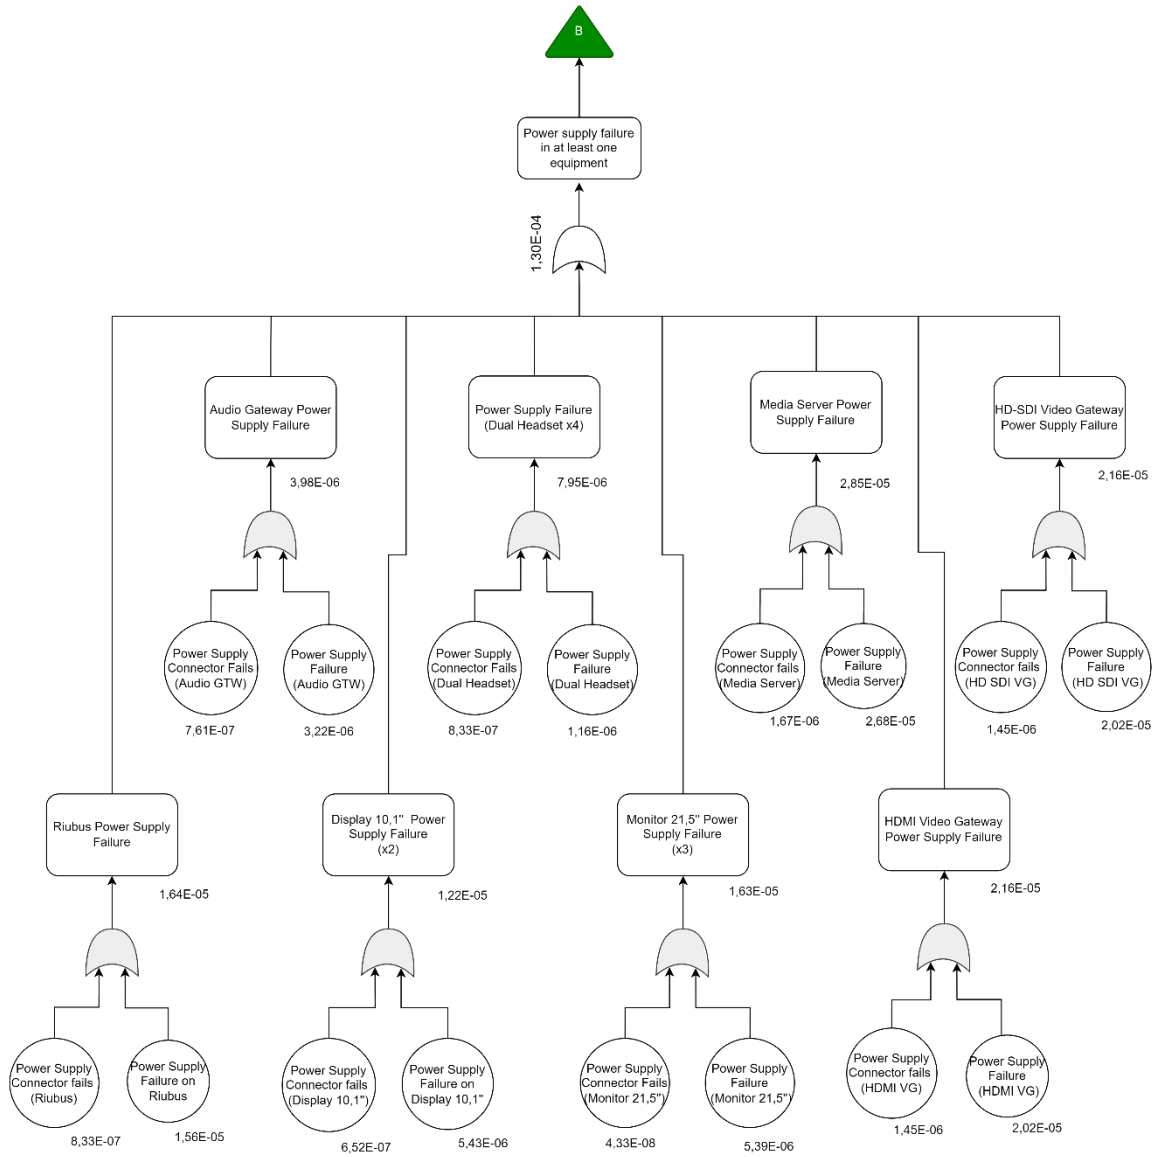 B
Power supply failure
in at least one
equipment
1,30E-04
Audio Gateway Power
Supply Failure
3,98E-06
Power Supply Failure
(Dual Headset x4)
7,95E-06
Media Server Power
Supply Failure
2,85E-05
HD-SDI Video Gateway
Power Supply Failure
2,16E-05
Power Supply
Connector Fails
(Audio GTW)
7,61E-07
Power Supply
Failure
(Audio GTW)
3,22E-06
Power Supply
Connector Fails
(Dual Headset)
8,33E-07
Power Supply
Failure
(Dual Headset)
1,16E-06
Power Supply
Connector fails
(Media Server)
1,67E-06
Power Supply
Failure
(Media Server)
2,68E-05
Power Supply
Connector fails
(HD SDI VG)
1,45E-06
Power Supply
Failure
(HD SDI VG)
2,02E-05
Riubus Power Supply
Failure
1,64E-05
Display 10,1" Power
Supply Failure
(x2)
1,22E-05
Monitor 21,5" Power
Supply Failure
(x3)
1,63E-05
HDMI Video Gateway
Power Supply Failure
2,16E-05
Power Supply
Connector fails
(Riubus)
8,33E-07
Power Supply
Failure on
Riubus
1,56E-05
Power Supply
Connector fails
(Display 10,1")
6,52E-07
Power Supply
Failure on
Display 10,1"
5,43E-06
Power Supply
Connector Fails
(Monitor 21,5")
4,33E-08
Power Supply
Failure
(Monitor 21,5")
5,39E-06
Power Supply
Connector fails
(HDMI VG)
1,45E-06
Power Supply
Failure
(HDMI VG)
2,02E-05